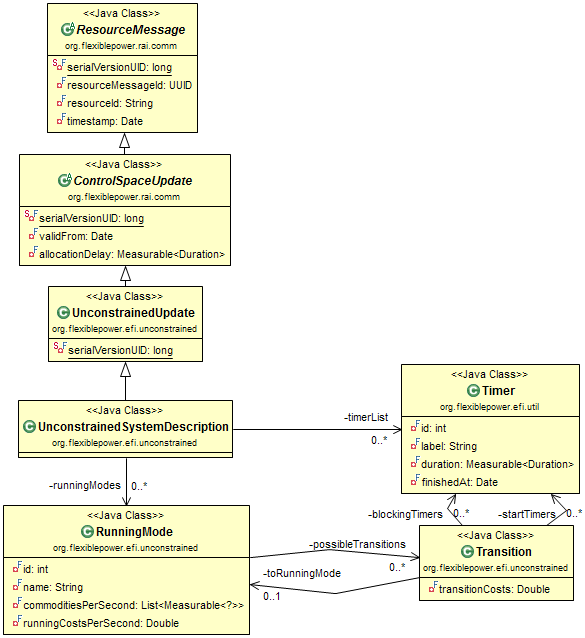 <<Java Class>>
ResourceMessage
org.flexiblepower.rai.comm
serialVersionUID: long
resourceMessageId: UUID
resourceId: String
timestamp: Date
<<Java Class>>
ControlSpaceUpdate
org.flexiblepower.rai.comm
serialVersionUID: long
validFrom: Date
allocationDelay: Measurable<Duration>
<<Java Class>>
UnconstrainedUpdate
org.flexiblepower.efi.unconstrained
serialVersionUID: long
<<Java Class>>
UnconstrainedSystemDescription
org.flexiblepower.efi.unconstrained
-timerList
0..*
<<Java Class>>
Timer
org.flexiblepower.efi.util
id: int
label: String
duration: Measurable<Duration>
finishedAt: Date
-runningModes
0..*
-blockingTimers
0..*
-startTimers
0..*
<<Java Class>>
RunningMode
org.flexiblepower.efi.unconstrained
id: int
name: String
commoditiesPerSecond: List<Measurable<?>>
runningCostsPerSecond: Double
-possibleTransitions
0..*
-toRunningMode
0..1
<<Java Class>>
Transition
org.flexiblepower.efi.unconstrained
transitionCosts: Double